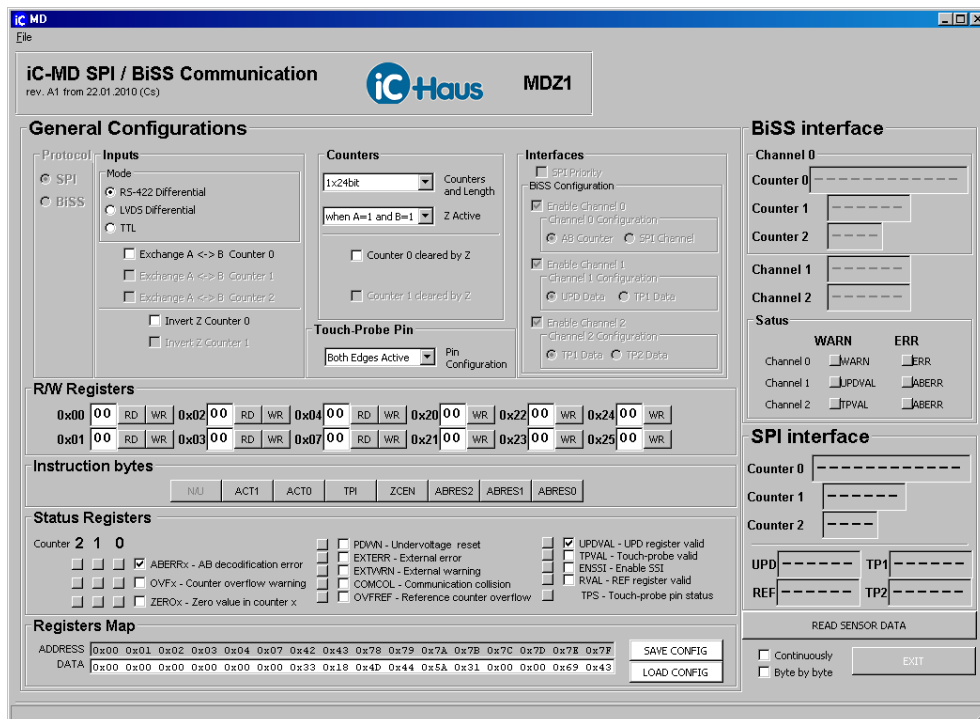 iC MD
File
iC-MD SPI / BiSS Communication
rev. A1 from 22.01.2010 (Cs)
iC Haus
MDZ1
General Configurations
Protocol
SPI
BiSS
Inputs
Mode
RS-422 Differential
LVDS Differential
TTL
Exchange A <-> B Counter 0
Exchange A <-> B Counter 1
Exchange A <-> B Counter 2
Invert Z Counter 0
Invert Z Counter 1
Counters
1x24bit Counters and Length
when A=1 and B=1 Z Active
Counter 0 cleared by Z
Counter 1 cleared by Z
Touch-Probe Pin
Both Edges Active Pin Configuration
Interfaces
SPI Priority
BiSS Configuration
Enable Channel 0
Channel 0 Configuration
AB Counter SPI Channel
Enable Channel 1
Channel 1 Configuration
UPD Data TP1 Data
Enable Channel 2
Channel 2 Configuration
TP1 Data TP2 Data
R/W Registers
0x00 00 RD WR 0x02 00 RD WR 0x04 00 RD WR 0x20 00 WR 0x22 00 WR 0x24 00 WR
0x01 00 RD WR 0x03 00 RD WR 0x07 00 RD WR 0x21 00 WR 0x23 00 WR 0x25 00 WR
Instruction bytes
N/U ACT1 ACT0 TPI ZCEN ABRES2 ABRES1 ABRES0
Status Registers
Counter 2 1 0
ABERRx - AB decodification error
OVFx - Counter overflow warning
ZEROx - Zero value in counter x
PDWN - Undervoltage reset
EXTERR - External error
EXTWRN - External warning
COMCOL - Communication collision
OVFREF - Reference counter overflow
UPDVAL - UPD register valid
TPVAL - Touch-probe valid
ENSSI - Enable SSI
RVAL - REF register valid
TPS - Touch-probe pin status
Registers Map
ADDRESS 0x00 0x01 0x02 0x03 0x04 0x07 0x42 0x43 0x78 0x79 0x7A 0x7B 0x7C 0x7D 0x7E 0x7F
DATA 0x00 0x00 0x00 0x00 0x00 0x00 0x33 0x18 0x4D 0x44 0x5A 0x31 0x00 0x00 0x69 0x43
SAVE CONFIG
LOAD CONFIG
BiSS interface
Channel 0
Counter 0 ------------
Counter 1 ------
Counter 2 ----
Channel 1 ------
Channel 2 ------
Satus
WARN ERR
Channel 0 WARN ERR
Channel 1 UPDVAL ABERR
Channel 2 TPVAL ABERR
SPI interface
Counter 0 ------------
Counter 1 ------
Counter 2 ----
UPD ------ TP1 ------
REF ------ TP2 ------
READ SENSOR DATA
Continuously
Byte by byte
EXIT